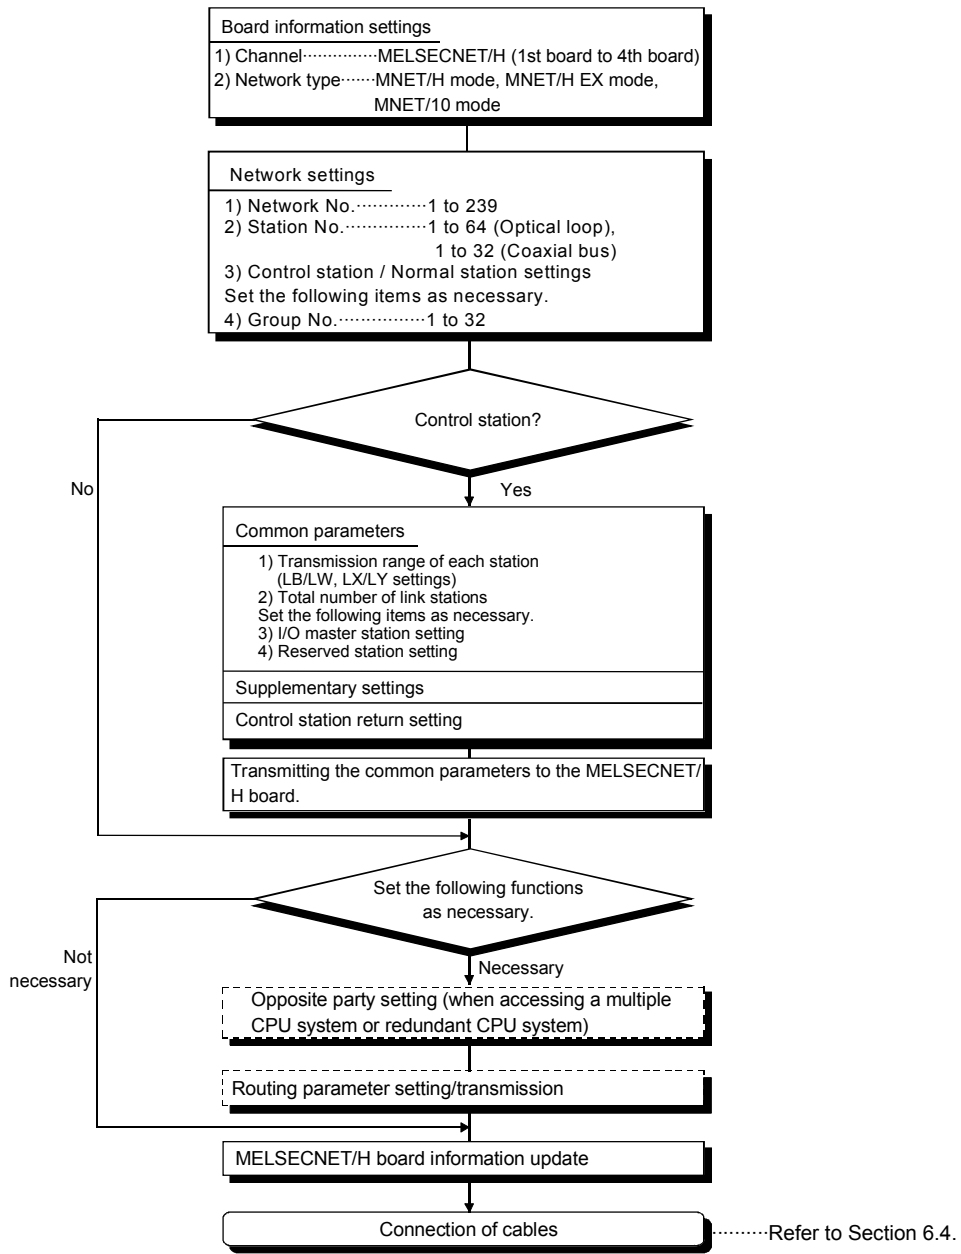 Board information settings
1) Channel···············MELSECNET/H (1st board to 4th board)
2) Network type·······MNET/H mode, MNET/H EX mode,
MNET/10 mode
Network settings
1) Network No.·············1 to 239
2) Station No.···············1 to 64 (Optical loop),
1 to 32 (Coaxial bus)
3) Control station / Normal station settings
Set the following items as necessary.
4) Group No.················1 to 32
Control station?
No
Yes
Common parameters
1) Transmission range of each station
(LB/LW, LX/LY settings)
2) Total number of link stations
Set the following items as necessary.
3) I/O master station setting
4) Reserved station setting
Supplementary settings
Control station return setting
Transmitting the common parameters to the MELSECNET/
H board.
Set the following functions
as necessary.
Not
necessary
Necessary
Opposite party setting (when accessing a multiple
CPU system or redundant CPU system)
Routing parameter setting/transmission
MELSECNET/H board information update
Connection of cables ··········Refer to Section 6.4.